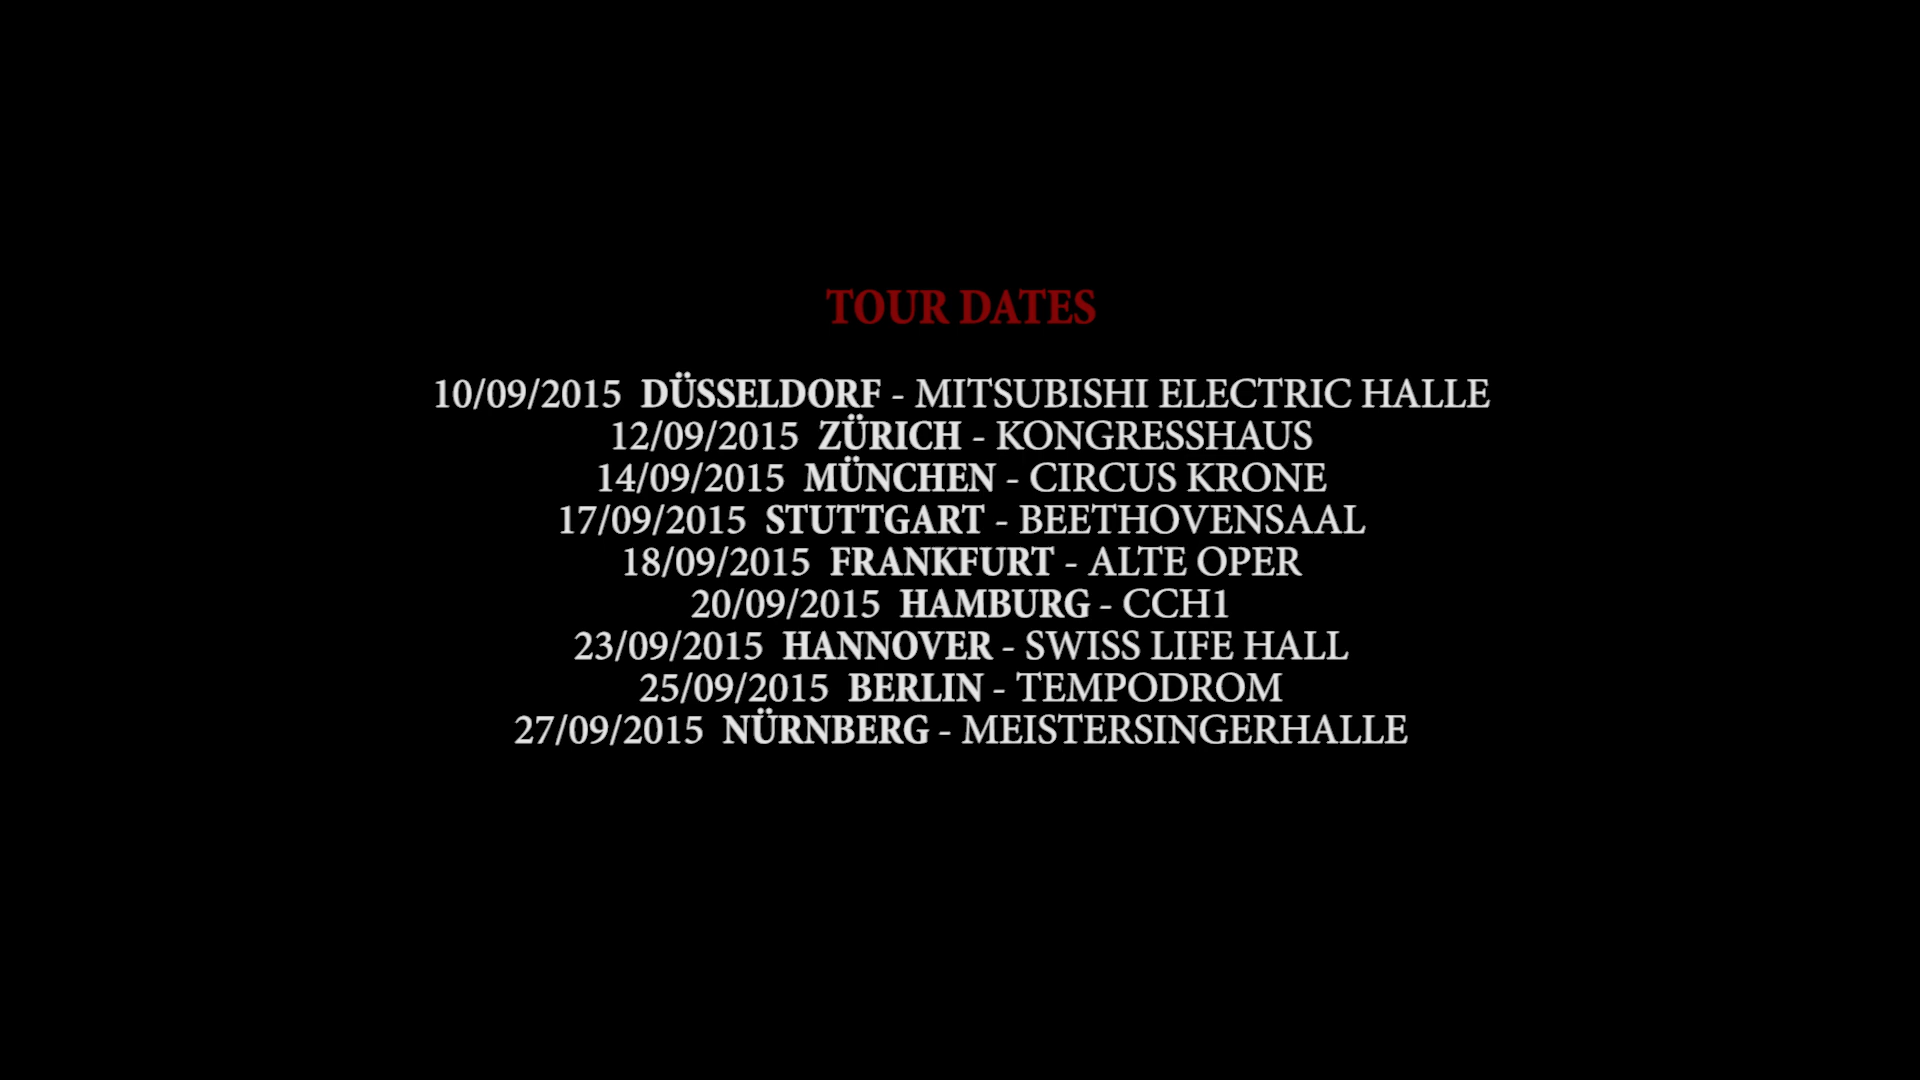 TOUR DATES
10/09/2015 DÜSSELDORF - MITSUBISHI ELECTRIC HALLE
12/09/2015 ZÜRICH - KONGRESSHAUS
14/09/2015 MÜNCHEN - CIRCUS KRONE
17/09/2015 STUTTGART - BEETHOVENSAAL
18/09/2015 FRANKFURT - ALTE OPER
20/09/2015 HAMBURG - CCH1
23/09/2015 HANNOVER - SWISS LIFE HALL
25/09/2015 BERLIN - TEMPODROM
27/09/2015 NÜRNBERG - MEISTERSINGERHALLE